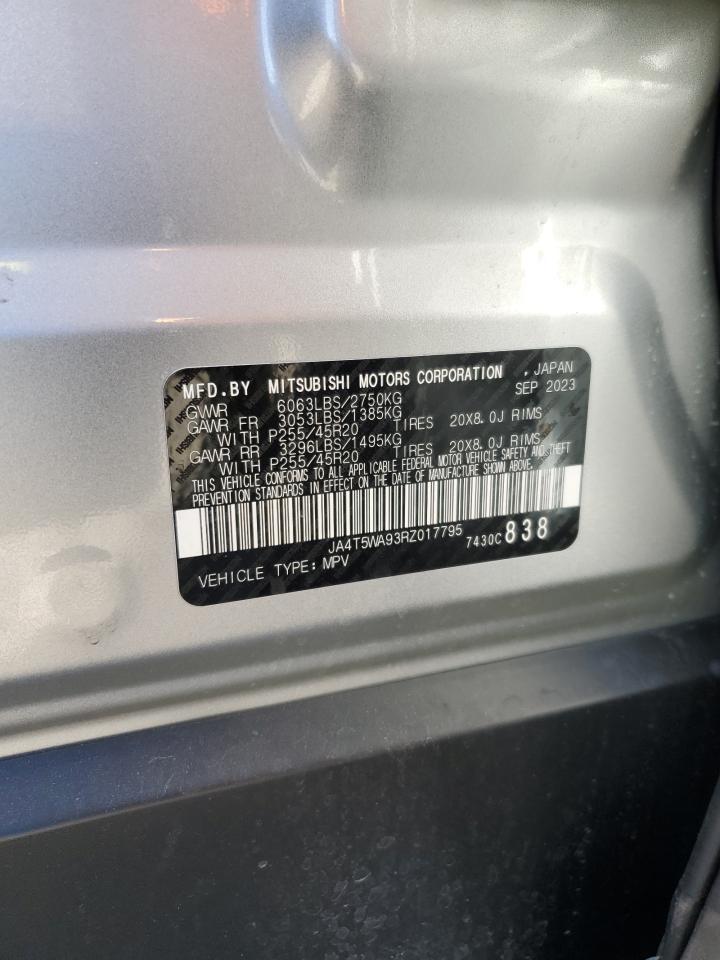 MFD.BY MITSUBISHI MOTORS CORPORATION , JAPAN
SEP 2023
GVWR 6063LBS/2750KG
GAWR FR 3053LBS/1385KG
WITH P255/45R20 TIRES 20X8.0J RIMS
GAWR RR 3296LBS/1495KG
WITH P255/45R20 TIRES 20X8.0J RIMS
THIS VEHICLE CONFORMS TO ALL APPLICABLE FEDERAL MOTOR VEHICLE SAFETY AND THEFT
PREVENTION STANDARDS IN EFFECT ON THE DATE OF MANUFACTURE SHOWN ABOVE.
JA4T5WA93RZ017795 7430C 838
VEHICLE TYPE: MPV